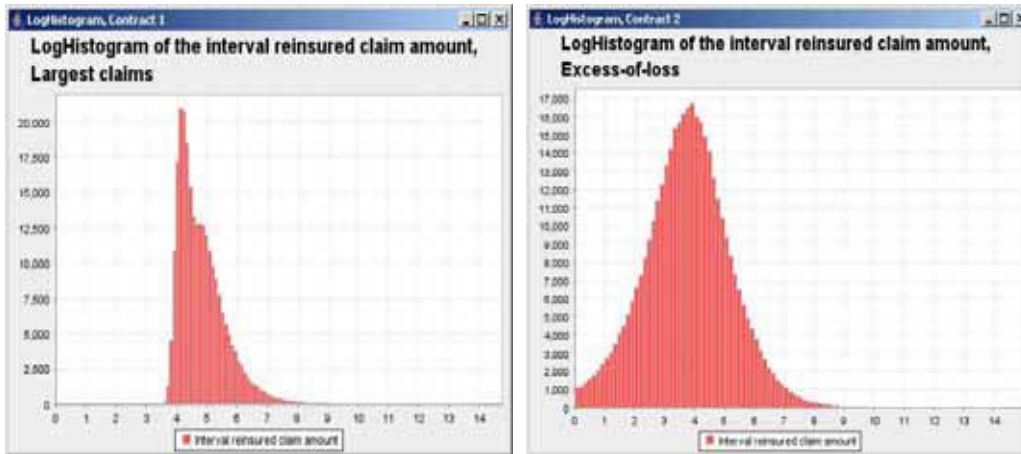 LogHistogram, Contract 1
LogHistogram of the interval reinsured claim amount,
Largest claims
20,000
17,500
15,000
12,500
10,000
7,500
5,000
2,500
0
0 1 2 3 4 5 6 7 8 9 10 11 12 13 14
Interval reinsured claim amount
LogHistogram, Contract 2
LogHistogram of the interval reinsured claim amount,
Excess-of-loss
17,000
16,000
15,000
14,000
13,000
12,000
11,000
10,000
9,000
8,000
7,000
6,000
5,000
4,000
3,000
2,000
1,000
0
0 1 2 3 4 5 6 7 8 9 10 11 12 13 14
Interval reinsured claim amount